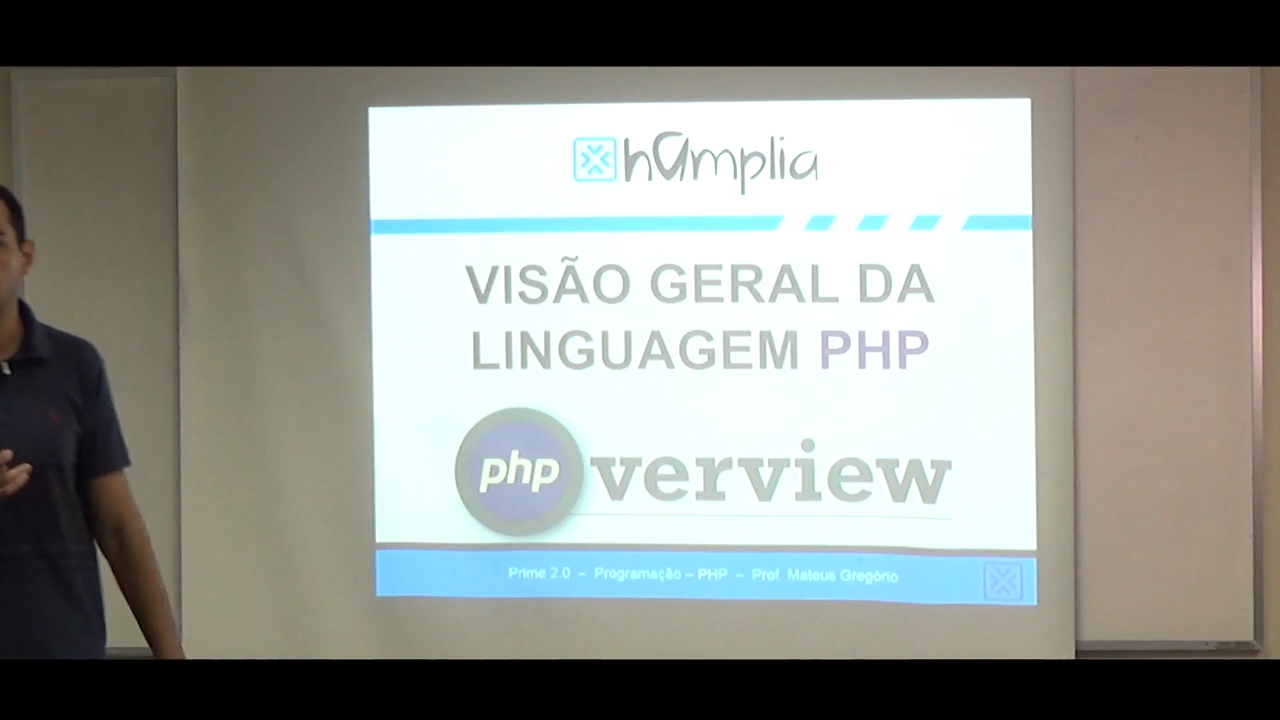 hamplia
VISÃO GERAL DA
LINGUAGEM PHP
php verview
Prime 2.0 – Programação – PHP – Prof. Mateus Gregório